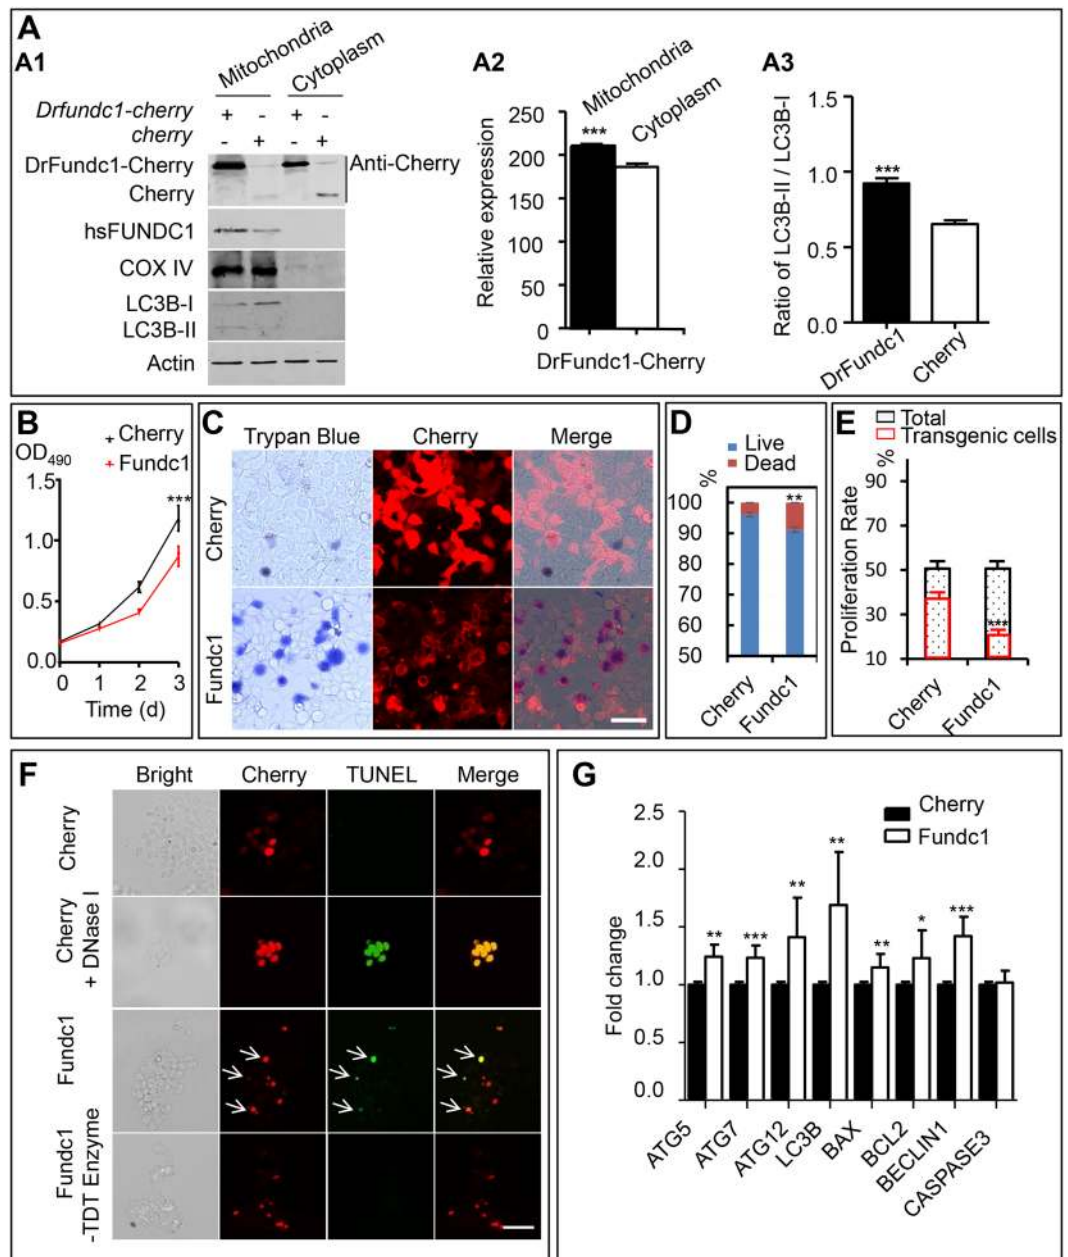 A
A1
Mitochondria
Cytoplasm
Drfundc1-cherry + - + -
cherry - + - +
DrFundc1-Cherry
Anti-Cherry
Cherry
hsFUNDC1
COX IV
LC3B-I
LC3B-II
Actin
A2
Mitochondria
Cytoplasm
***
Relative expression
250
200
150
100
50
0
DrFundc1-Cherry
A3
Ratio of LC3B-II / LC3B-I
1.5
1.0
0.5
0.0
***
DrFundc1
Cherry
B
Cherry
Fundc1
OD490
1.5
1.0
0.5
0.0
***
0 1 2 3
Time (d)
C
Trypan Blue Cherry Merge
Cherry
Fundc1
D
Live
Dead
%
**
100
90
80
70
60
50
Cherry
Fundc1
E
Total
Transgenic cells
%
Proliferation Rate
90
70
50
30
10
***
Cherry
Fundc1
F
Bright Cherry TUNEL Merge
Cherry
Cherry
+ DNase I
Fundc1
Fundc1
-TDT Enzyme
G
Cherry
Fundc1
Fold change
2.5
2.0
1.5
1.0
0.5
0.0
** *** ** ** ** * ***
ATG5
ATG7
ATG12
LC3B
BAX
BCL2
BECLIN1
CASPASE3